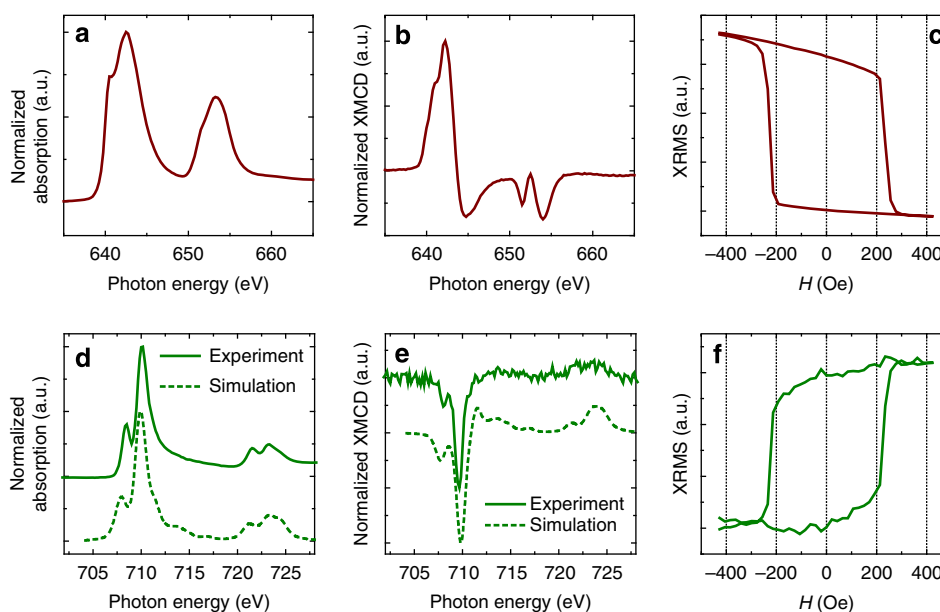 a
Normalized
absorption (a.u.)
640 650 660
Photon energy (eV)
b
Normalized XMCD (a.u.)
640 650 660
Photon energy (eV)
c
XRMS (a.u.)
−400 −200 0 200 400
H (Oe)
d
Experiment
Simulation
Normalized
absorption (a.u.)
705 710 715 720 725
Photon energy (eV)
e
Normalized XMCD (a.u.)
Experiment
Simulation
705 710 715 720 725
Photon energy (eV)
f
XRMS (a.u.)
−400 −200 0 200 400
H (Oe)